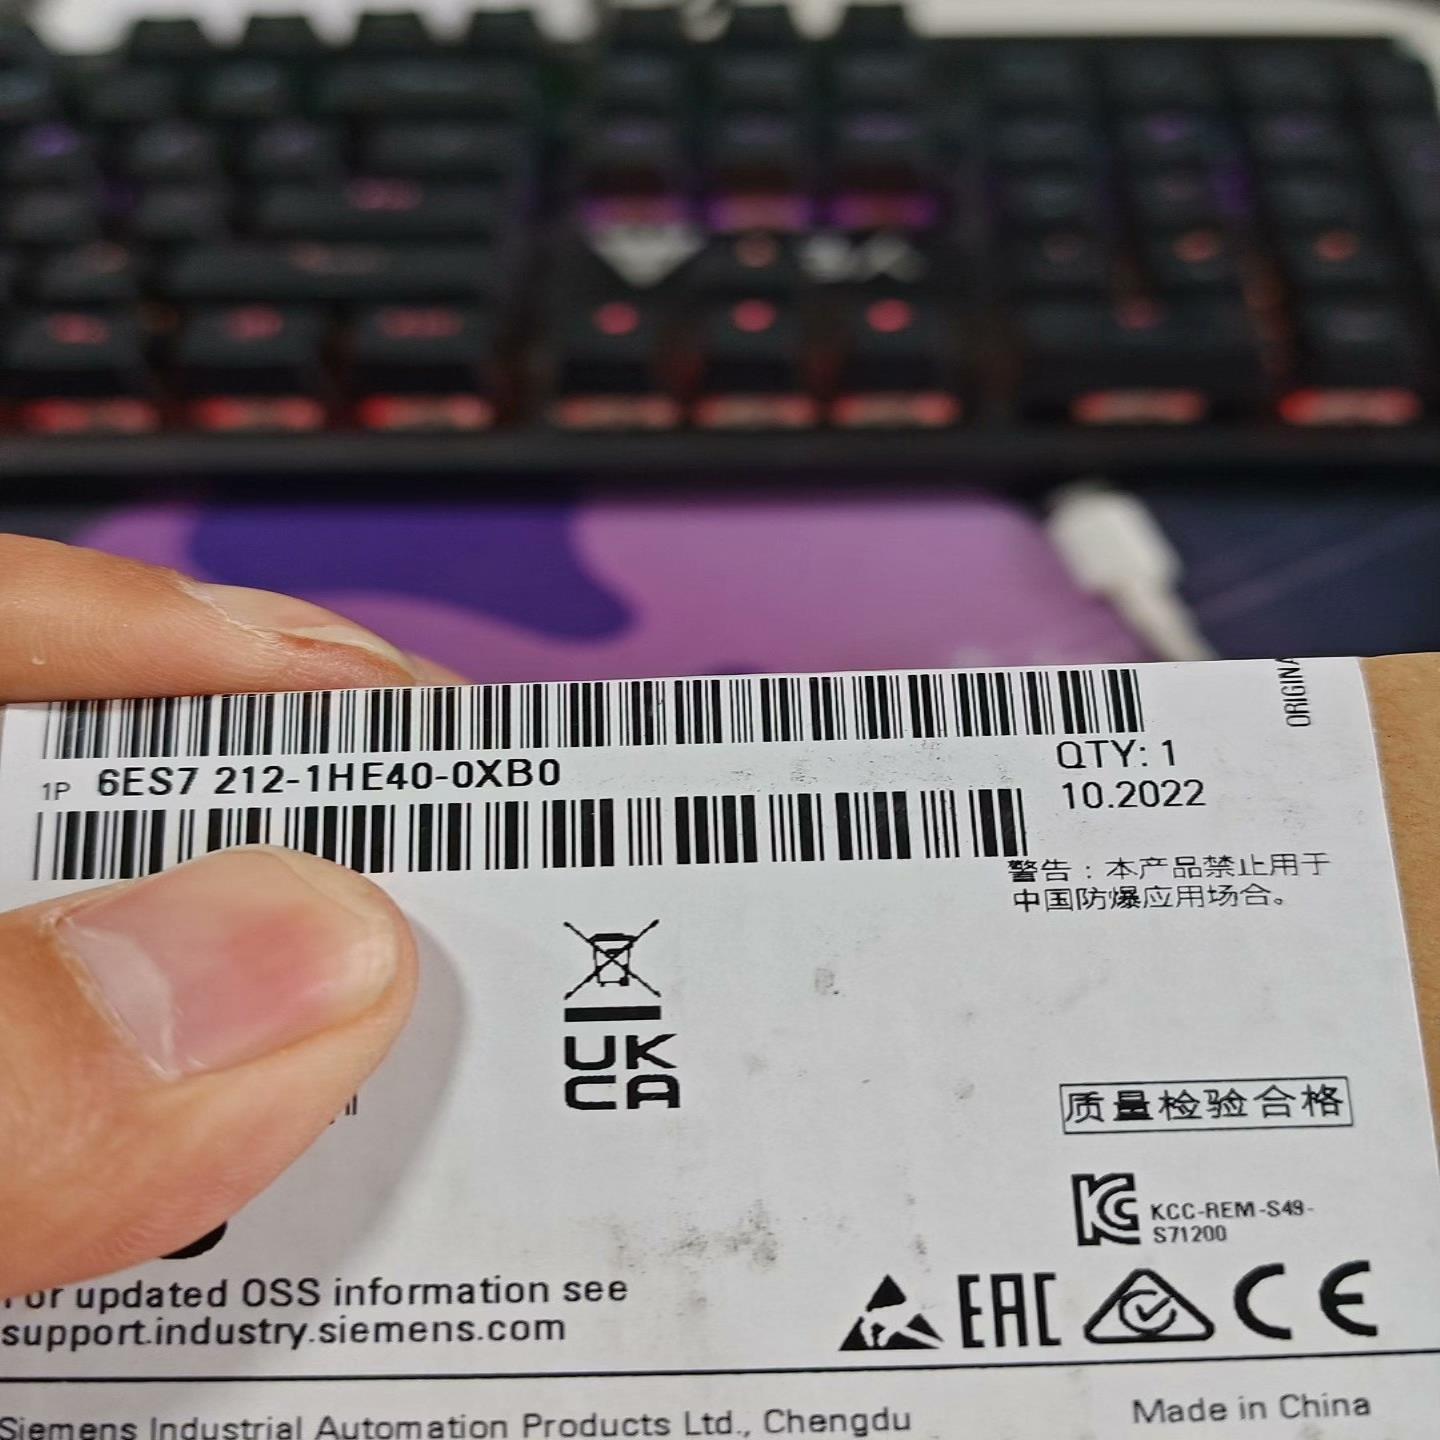 ORIGINA
1P 6ES7 212-1HE40-0XB0
QTY: 1
10.2022
警告：本产品禁止用于
中国防爆应用场合。
UK
CA
质量检验合格
KCC-REM-S49-
S71200
EAC
CE
For updated OSS information see
support.industry.siemens.com
Siemens Industrial Automation Products Ltd., Chengdu
Made in China